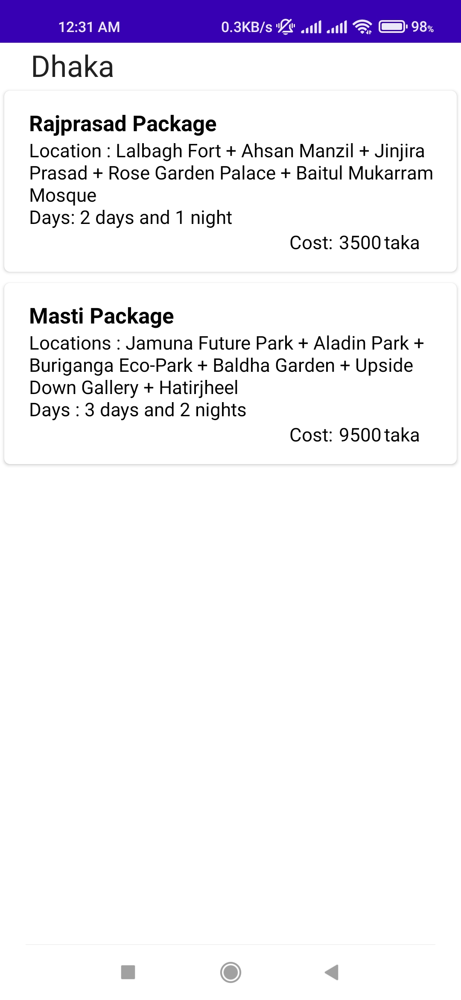 12:31 AM 0.3KB/s 98%
Dhaka
Rajprasad Package
Location : Lalbagh Fort + Ahsan Manzil + Jinjira
Prasad + Rose Garden Palace + Baitul Mukarram
Mosque
Days: 2 days and 1 night
Cost: 3500 taka
Masti Package
Locations : Jamuna Future Park + Aladin Park +
Buriganga Eco-Park + Baldha Garden + Upside
Down Gallery + Hatirjheel
Days : 3 days and 2 nights
Cost: 9500 taka